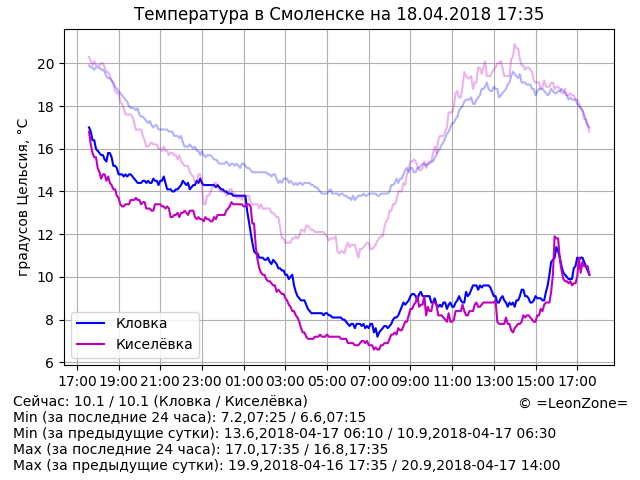 Температура в Смоленске на 18.04.2018 17:35
градусов Цельсия, °C
20
18
16
14
12
10
8
6
Кловка
Киселёвка
17:00 19:00 21:00 23:00 01:00 03:00 05:00 07:00 09:00 11:00 13:00 15:00 17:00
Сейчас: 10.1 / 10.1 (Кловка / Киселёвка)
© =LeonZone=
Min (за последние 24 часа): 7.2,07:25 / 6.6,07:15
Min (за предыдущие сутки): 13.6,2018-04-17 06:10 / 10.9,2018-04-17 06:30
Max (за последние 24 часа): 17.0,17:35 / 16.8,17:35
Max (за предыдущие сутки): 19.9,2018-04-16 17:35 / 20.9,2018-04-17 14:00